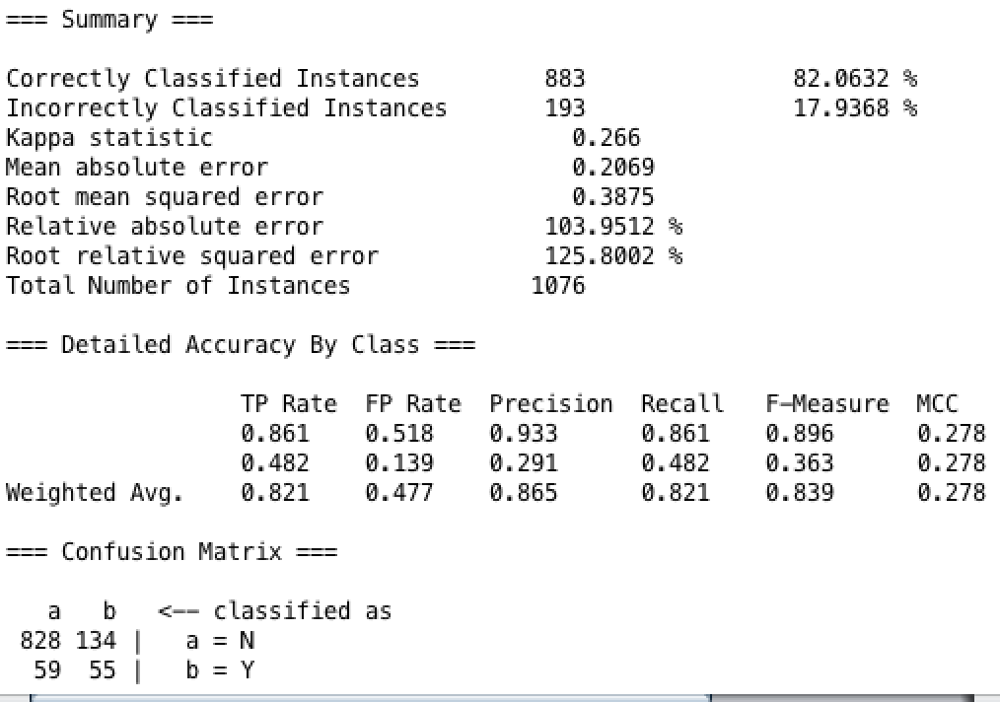 === Summary ===
Correctly Classified Instances 883 82.0632 %
Incorrectly Classified Instances 193 17.9368 %
Kappa statistic 0.266
Mean absolute error 0.2069
Root mean squared error 0.3875
Relative absolute error 103.9512 %
Root relative squared error 125.8002 %
Total Number of Instances 1076
=== Detailed Accuracy By Class ===
TP Rate FP Rate Precision Recall F-Measure MCC
0.861 0.518 0.933 0.861 0.896 0.278
0.482 0.139 0.291 0.482 0.363 0.278
Weighted Avg. 0.821 0.477 0.865 0.821 0.839 0.278
=== Confusion Matrix ===
a b <-- classified as
828 134 | a = N
59 55 | b = Y